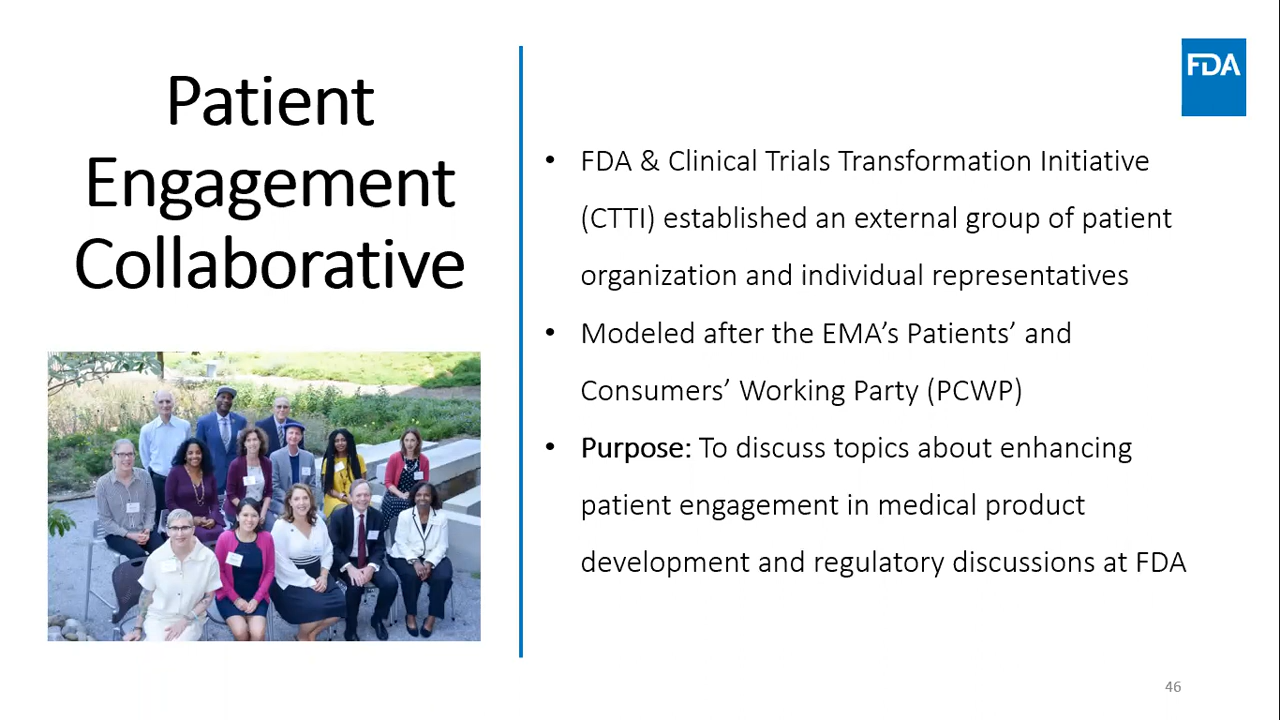 Patient
Engagement
Collaborative
FDA
• FDA & Clinical Trials Transformation Initiative
(CTTI) established an external group of patient
organization and individual representatives
• Modeled after the EMA’s Patients’ and
Consumers’ Working Party (PCWP)
• Purpose: To discuss topics about enhancing
patient engagement in medical product
development and regulatory discussions at FDA
46